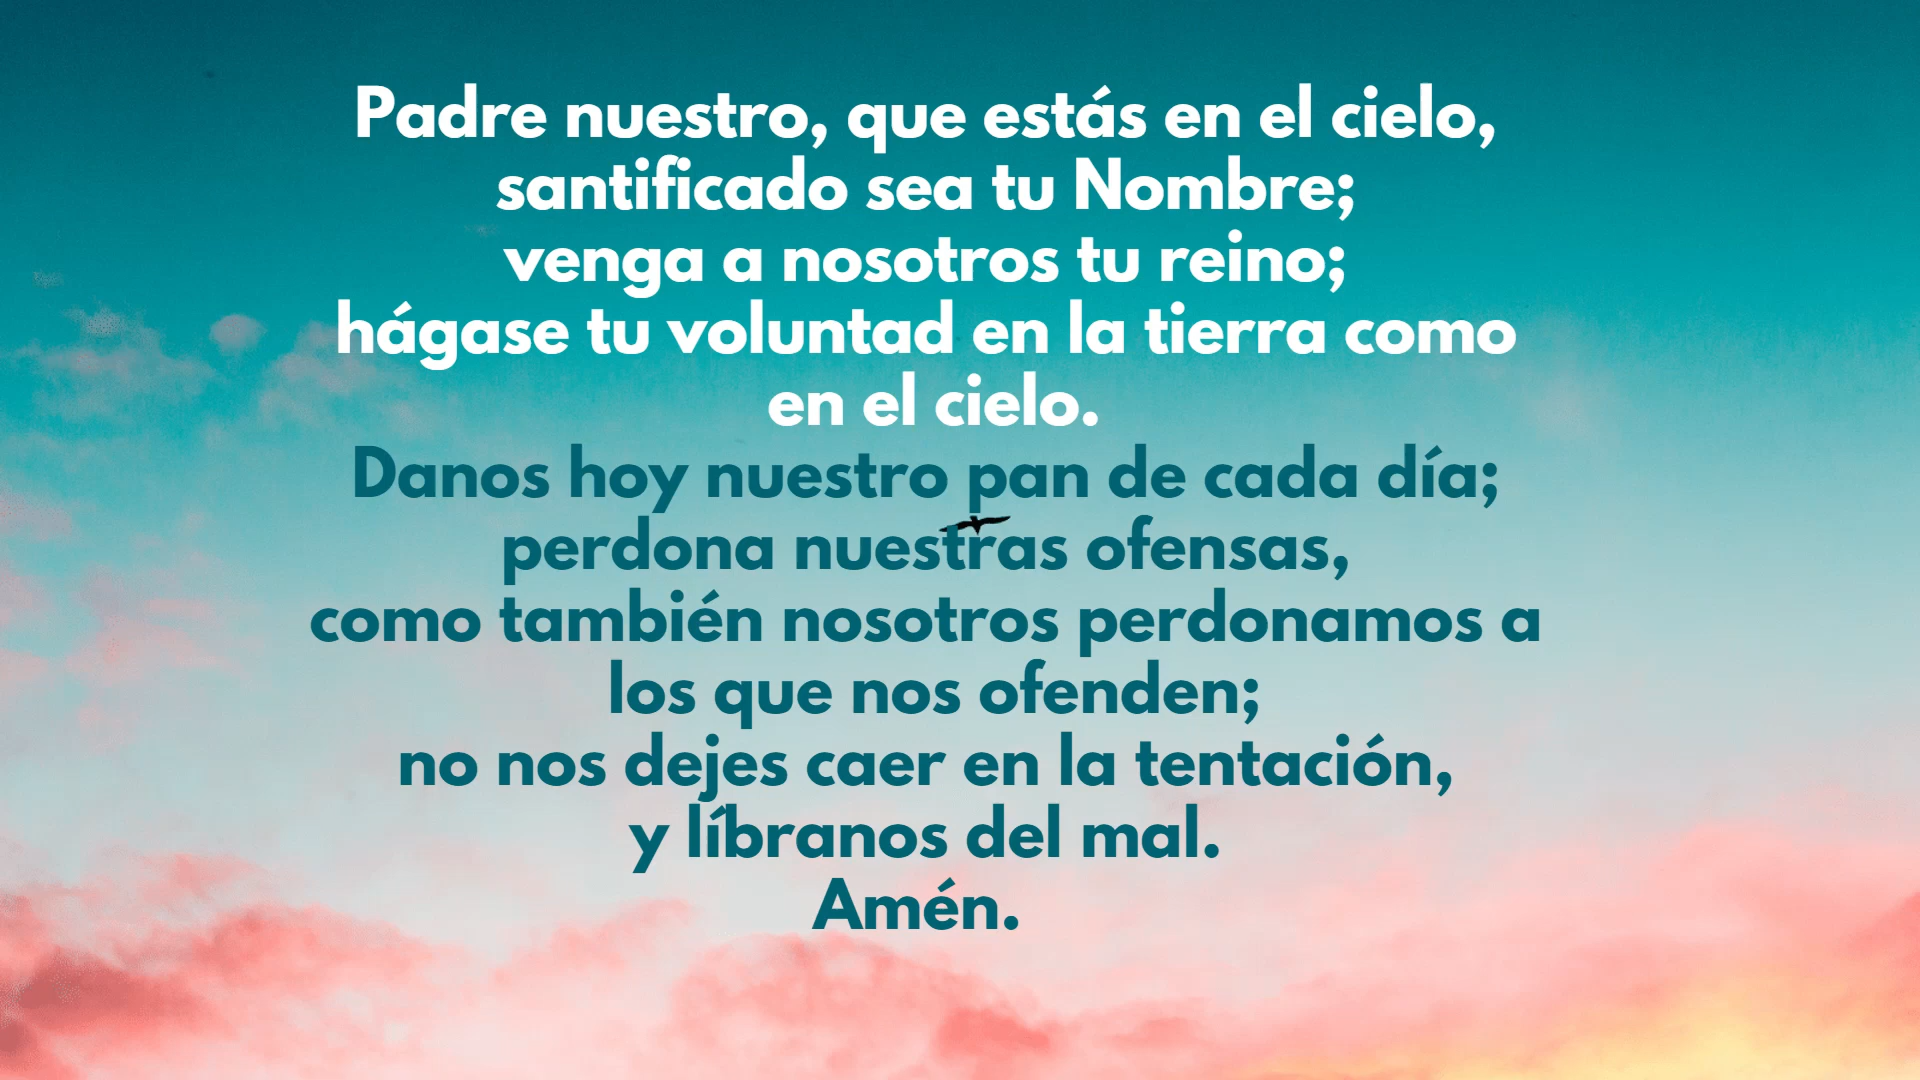 Padre nuestro, que estás en el cielo,
santificado sea tu Nombre;
venga a nosotros tu reino;
hágase tu voluntad en la tierra como
en el cielo.
Danos hoy nuestro pan de cada día;
perdona nuestras ofensas,
como también nosotros perdonamos a
los que nos ofenden;
no nos dejes caer en la tentación,
y líbranos del mal.
Amén.